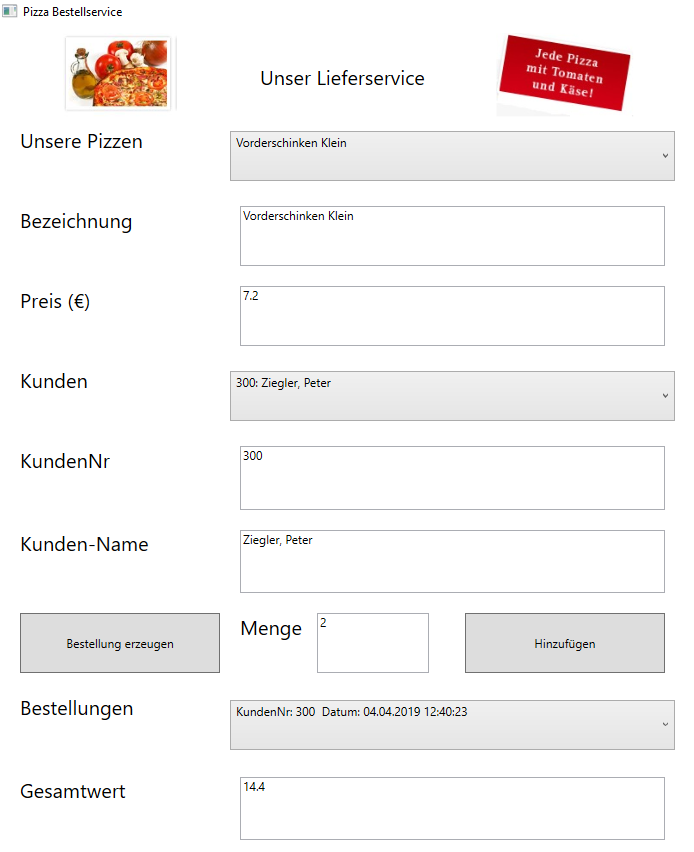 Pizza Bestellservice
Unser Lieferservice
Jede Pizza
mit Tomaten
und Käse!
Unsere Pizzen
Vorderschinken Klein
Bezeichnung
Vorderschinken Klein
Preis (€)
7.2
Kunden
300: Ziegler, Peter
KundenNr
300
Kunden-Name
Ziegler, Peter
Bestellung erzeugen
Menge
2
Hinzufügen
Bestellungen
KundenNr: 300  Datum: 04.04.2019 12:40:23
Gesamtwert
14.4